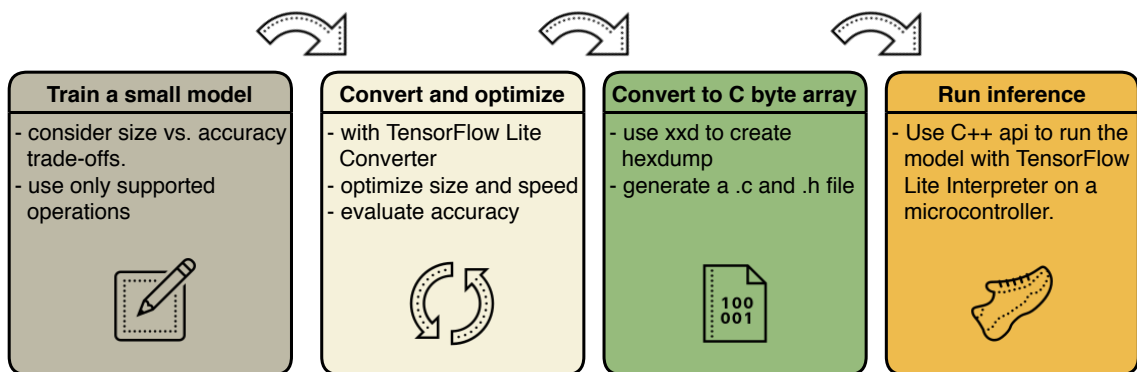 Train a small model
- consider size vs. accuracy
trade-offs.
- use only supported
operations
Convert and optimize
- with TensorFlow Lite
Converter
- optimize size and speed
- evaluate accuracy
Convert to C byte array
- use xxd to create
hexdump
- generate a .c and .h file
100
001
Run inference
- Use C++ api to run the
model with TensorFlow
Lite Interpreter on a
microcontroller.